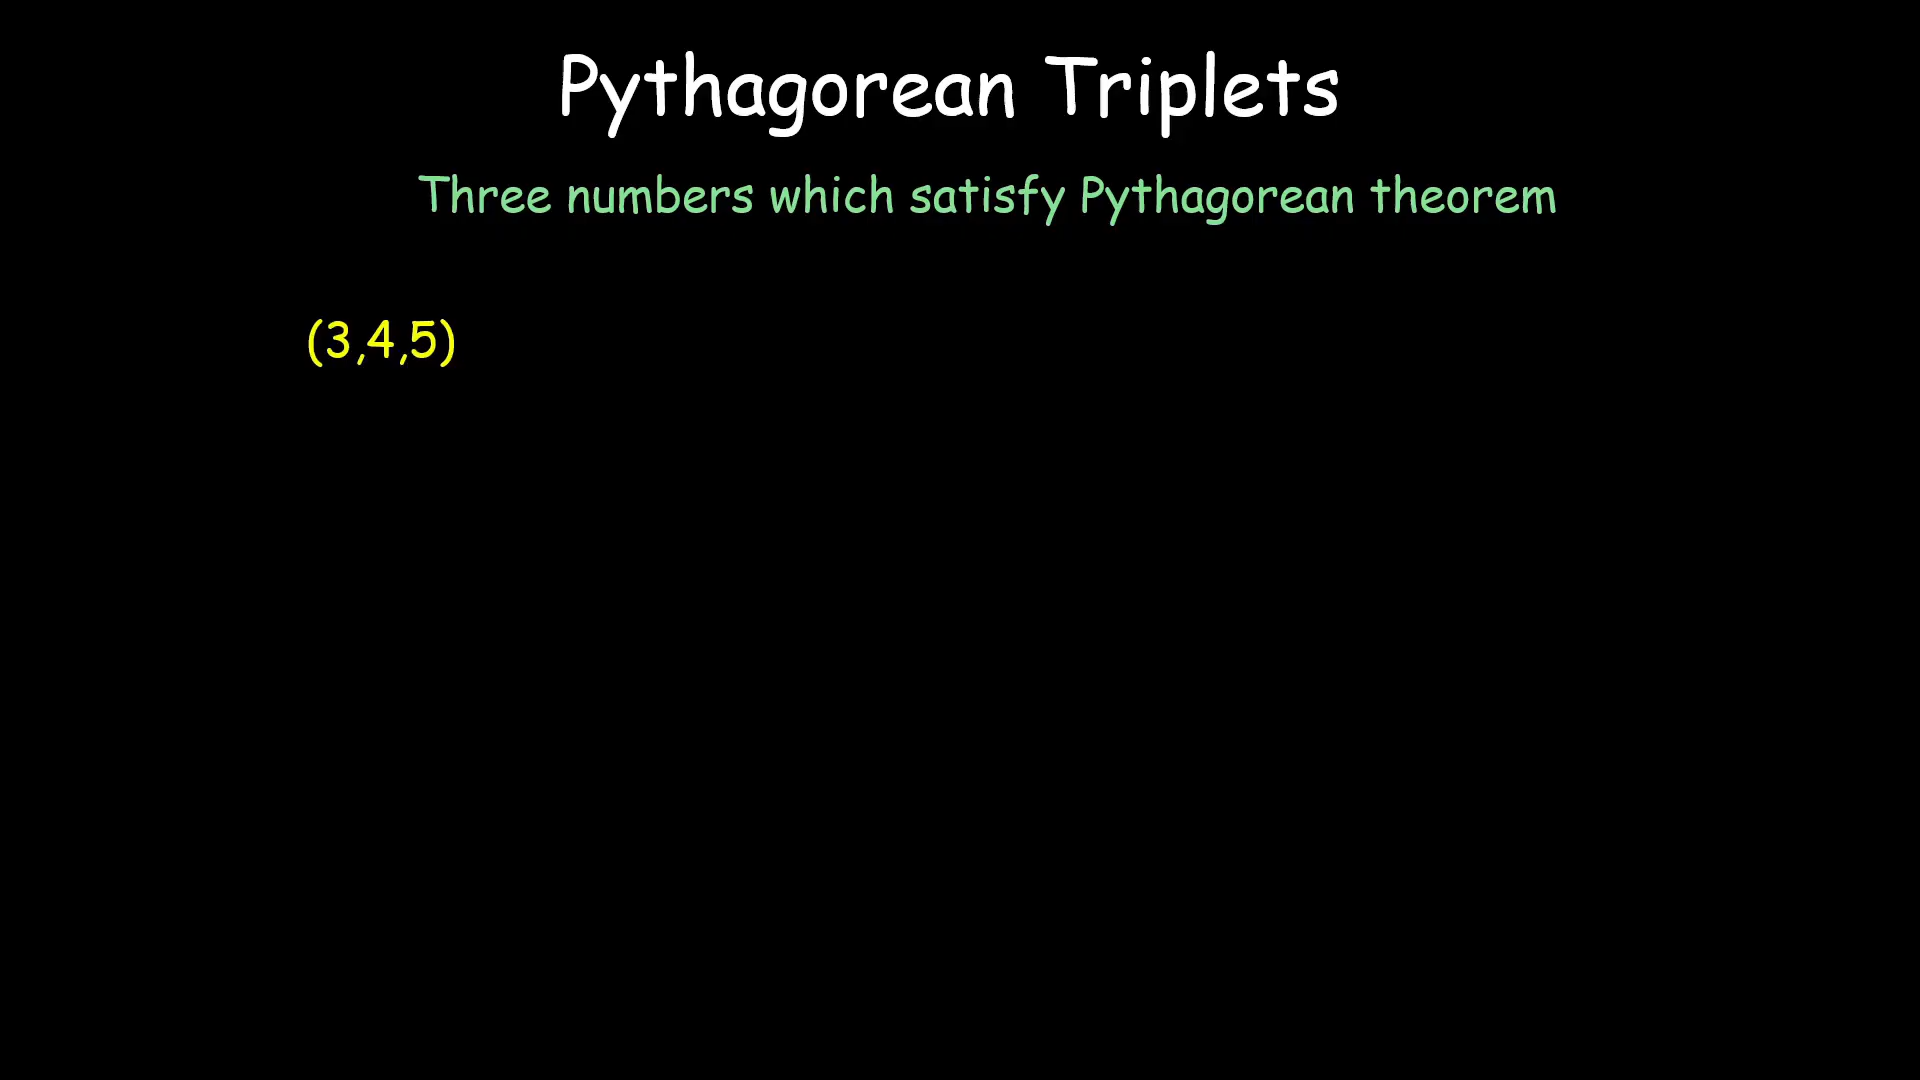 Pythagorean Triplets
Three numbers which satisfy Pythagorean theorem
(3,4,5)